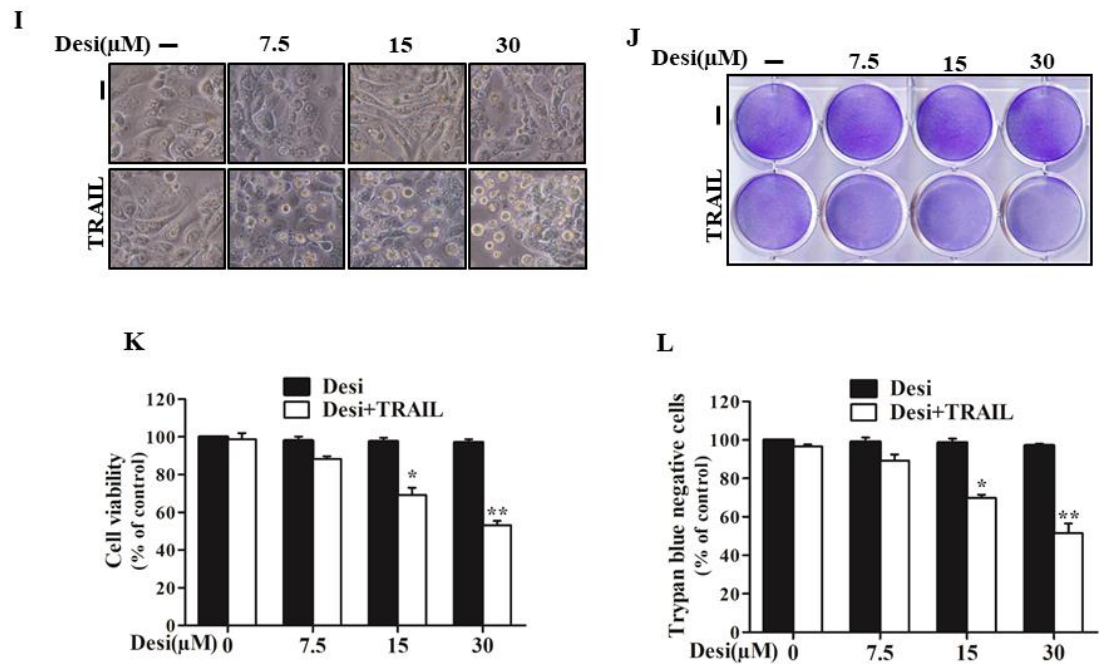 I
Desi(μM) – 7.5 15 30
–
TRAIL
J
Desi(μM) – 7.5 15 30
–
TRAIL
K
Desi
Desi+TRAIL
Cell viability
(% of control)
120
100
80
60
40
20
0
*
**
Desi(μM) 0 7.5 15 30
L
Desi
Desi+TRAIL
Trypan blue negative cells
(% of control)
120
100
80
60
40
20
0
*
**
Desi(μM) 0 7.5 15 30